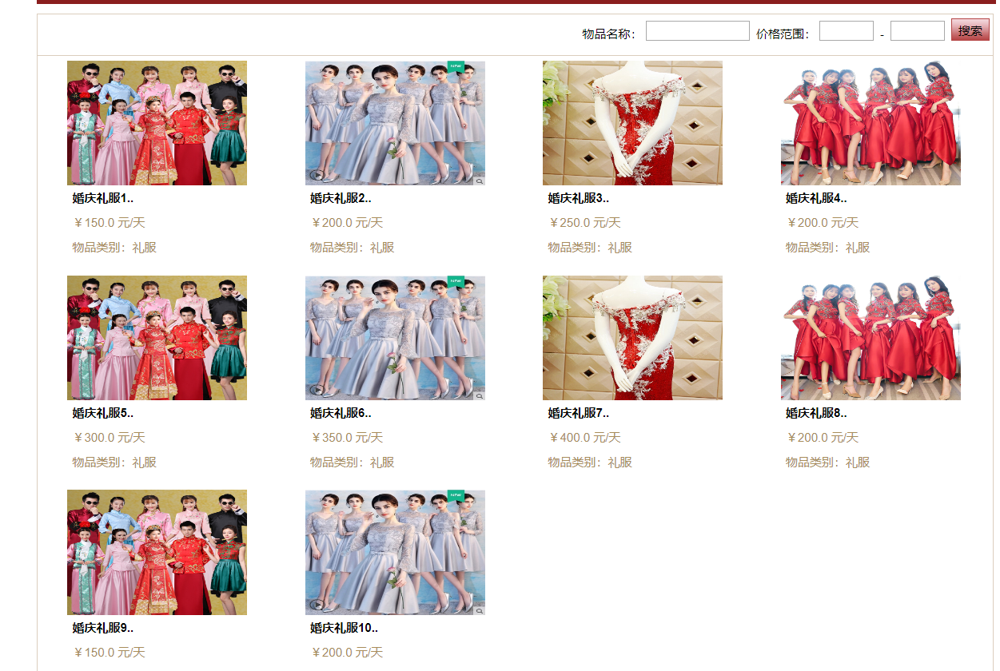 物品名称： 价格范围： - 搜索
NEW
婚庆礼服1.. 婚庆礼服2.. 婚庆礼服3.. 婚庆礼服4..
￥150.0 元/天 ￥200.0 元/天 ￥250.0 元/天 ￥200.0 元/天
物品类别：礼服 物品类别：礼服 物品类别：礼服 物品类别：礼服
NEW
婚庆礼服5.. 婚庆礼服6.. 婚庆礼服7.. 婚庆礼服8..
￥300.0 元/天 ￥350.0 元/天 ￥400.0 元/天 ￥200.0 元/天
物品类别：礼服 物品类别：礼服 物品类别：礼服 物品类别：礼服
NEW
婚庆礼服9.. 婚庆礼服10..
￥150.0 元/天 ￥200.0 元/天